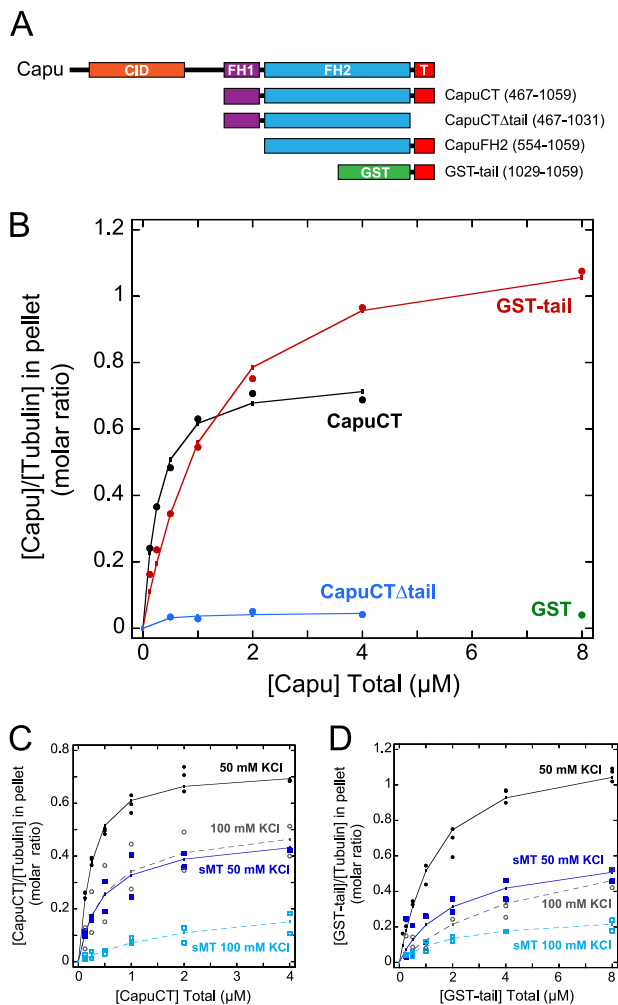 A
Capu CID FH1 FH2 T
CapuCT (467-1059)
CapuCTΔtail (467-1031)
CapuFH2 (554-1059)
GST GST-tail (1029-1059)
B
[Capu]/[Tubulin] in pellet
(molar ratio)
1.2
1
0.8
0.6
0.4
0.2
0
GST-tail
CapuCT
CapuCTΔtail
GST
0 2 4 6 8
[Capu] Total (µM)
C
[CapuCT]/[Tubulin] in pellet
(molar ratio)
0.8
0.6
0.4
0.2
0
50 mM KCl
100 mM KCl
sMT 50 mM KCl
sMT 100 mM KCl
0 1 2 3 4
[CapuCT] Total (µM)
D
[GST-tail]/[Tubulin] in pellet
(molar ratio)
1.2
1
0.8
0.6
0.4
0.2
0
50 mM KCl
sMT 50 mM KCl
100 mM KCl
sMT 100 mM KCl
0 2 4 6 8
[GST-tail] Total (µM)